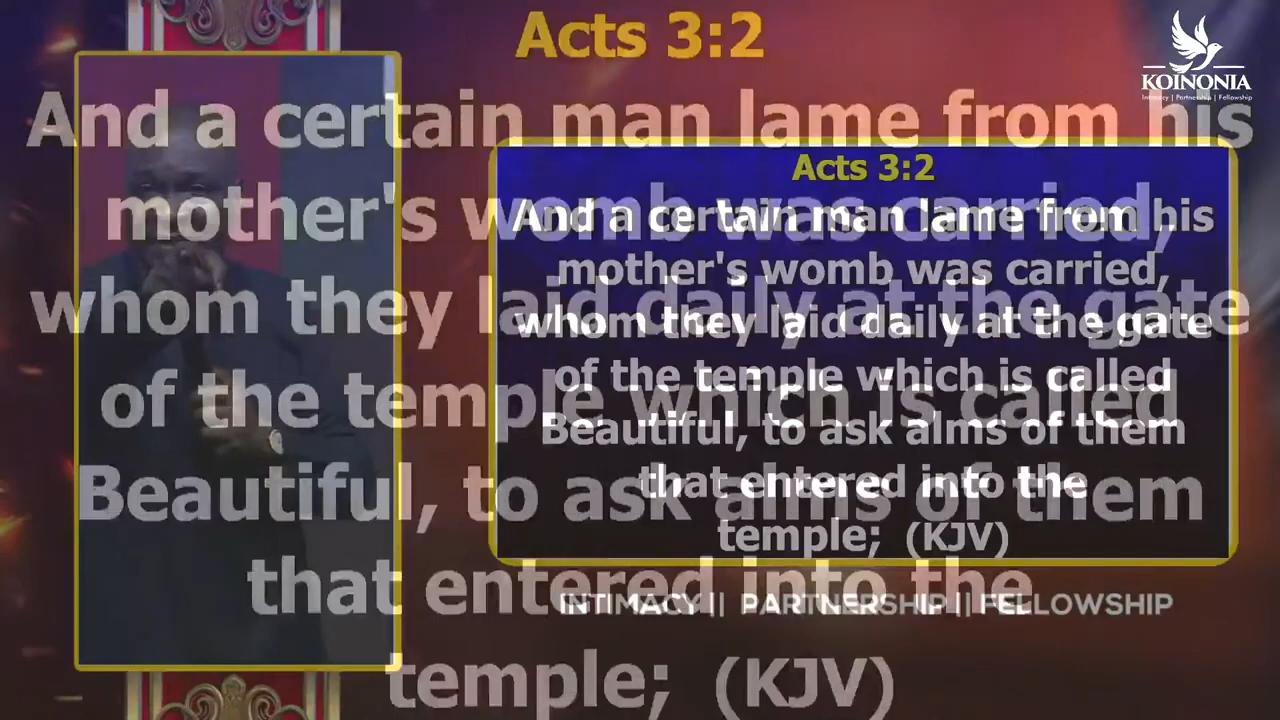 Acts 3:2
And a certain man lame from his
mother's womb was carried,
whom they laid daily at the gate
of the temple which is called
Beautiful, to ask alms of them
that entered into the
temple; (KJV)
KOINONIA
Intimacy | Partnership | Fellowship
Acts 3:2
And a certain man lame from his
mother's womb was carried,
whom they laid daily at the gate
of the temple which is called
Beautiful, to ask alms of them
that entered into the
temple; (KJV)
INTIMACY || PARTNERSHIP || FELLOWSHIP